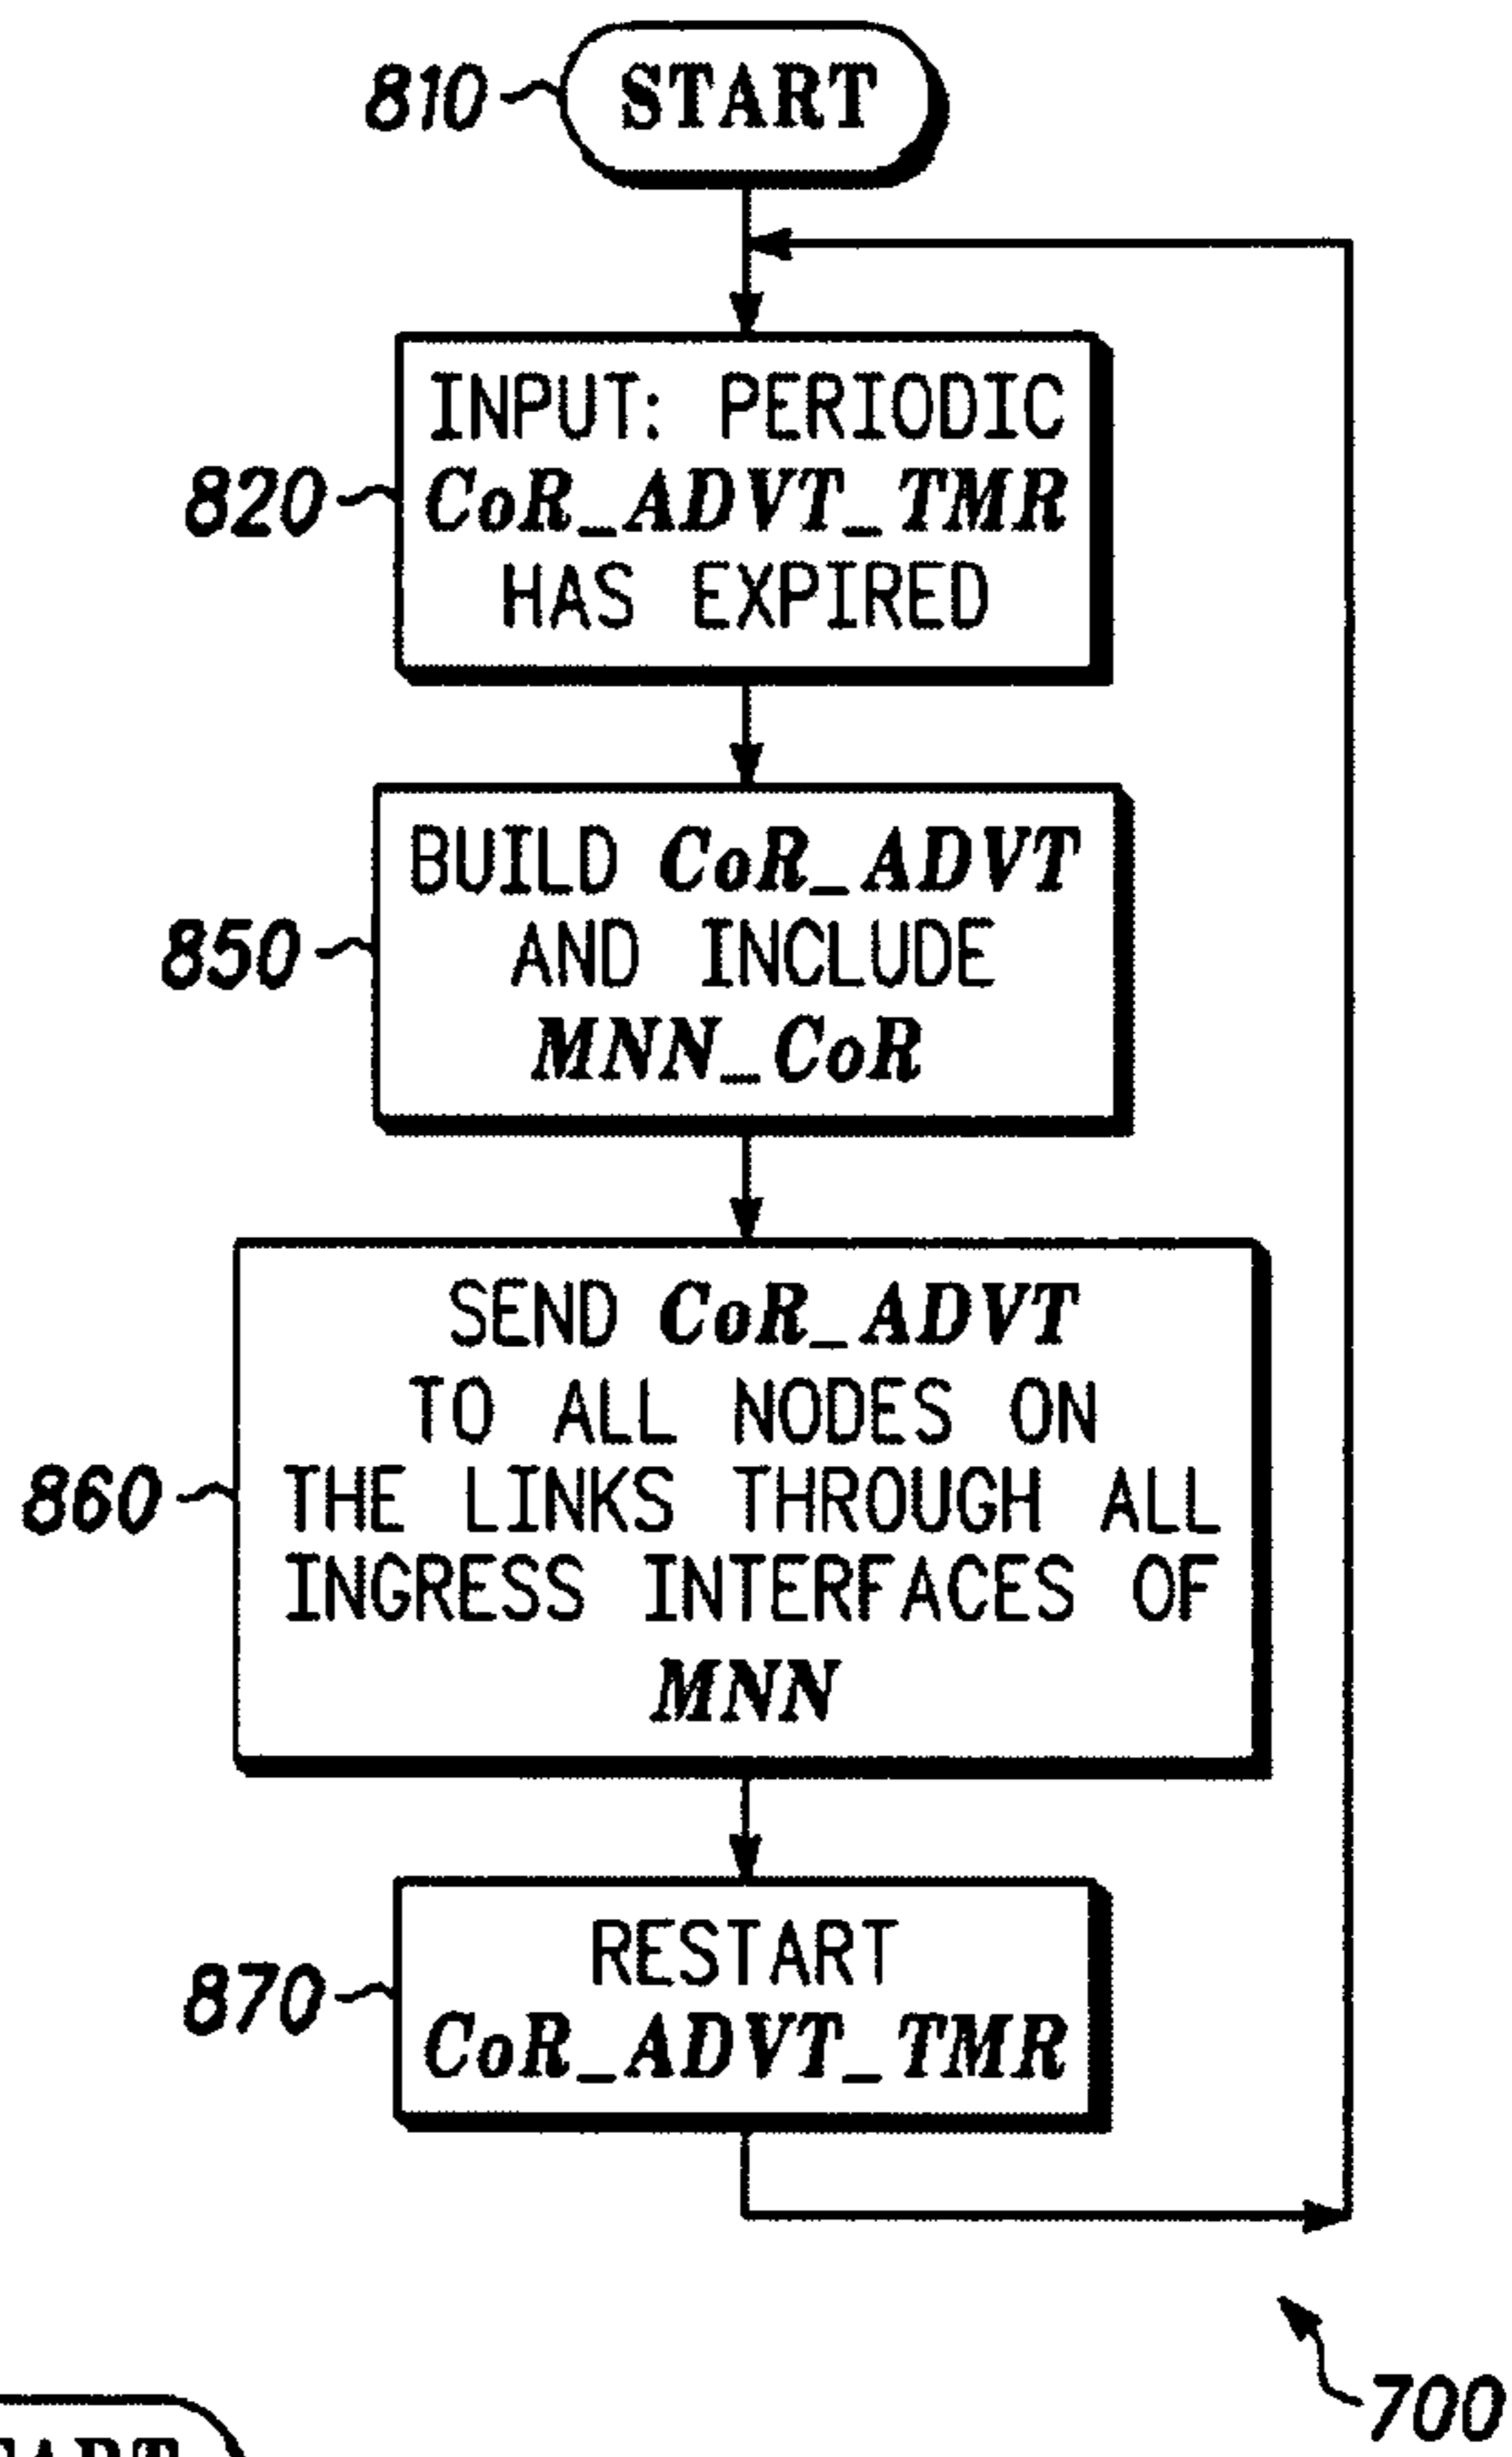 810 START
INPUT: PERIODIC
820 CoR_ADVT_TMR
HAS EXPIRED
BUILD CoR_ADVT
850 AND INCLUDE
MNN_CoR
SEND CoR_ADVT
TO ALL NODES ON
860 THE LINKS THROUGH ALL
INGRESS INTERFACES OF
MNN
RESTART
870 CoR_ADVT_TMR
700